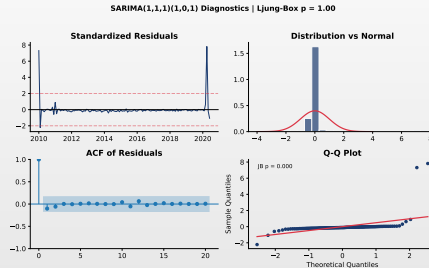 SARIMA(1,1,1)(1,0,1) Diagnostics | Ljung-Box p = 1.00
Standardized Residuals
8
6
4
2
0
−2
2010 2012 2014 2016 2018 2020
Distribution vs Normal
1.5
1.0
0.5
0.0
−4 −2 0 2 4 6
ACF of Residuals
1.0
0.5
0.0
−0.5
−1.0
0 5 10 15 20
Q-Q Plot
JB p = 0.000
Sample Quantiles
8
6
4
2
0
−2
−2 −1 0 1 2
Theoretical Quantiles